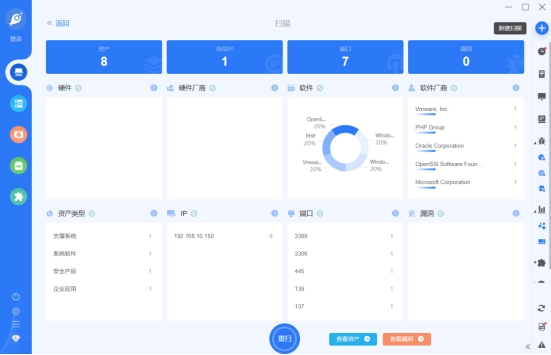 返回
扫描
新建扫描
登录
资产
8
1
端口
7
漏洞
0
硬件
硬件厂商
软件
软件厂商
OpenS...
20%
PHP
20%
Vmwar...
20%
Windo...
20%
Windo...
20%
Vmware, Inc. 1
PHP Group 1
Oracle Corporation 1
OpenSSl Software Foun... 1
Microsoft Corporation 1
资产类型
IP
端口
漏洞
支撑系统 1
系统软件 1
安全产品 1
企业应用 1
192.168.10.150 8
3389 1
3306 1
445 1
139 1
137 1
重扫
查看资产
查看漏洞